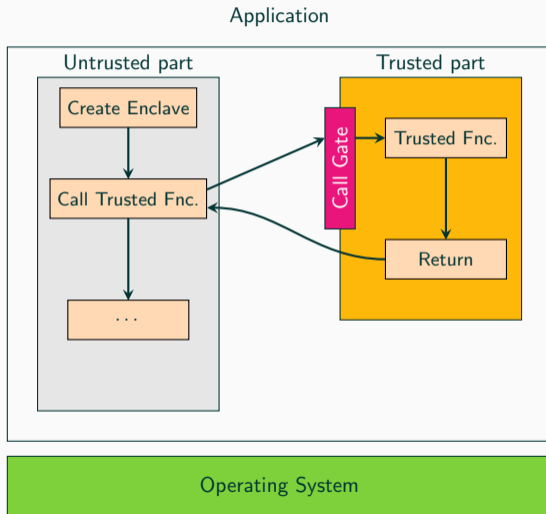 Application
Untrusted part
Trusted part
Create Enclave
Call Gate
Trusted Fnc.
Call Trusted Fnc.
Return
...
Operating System